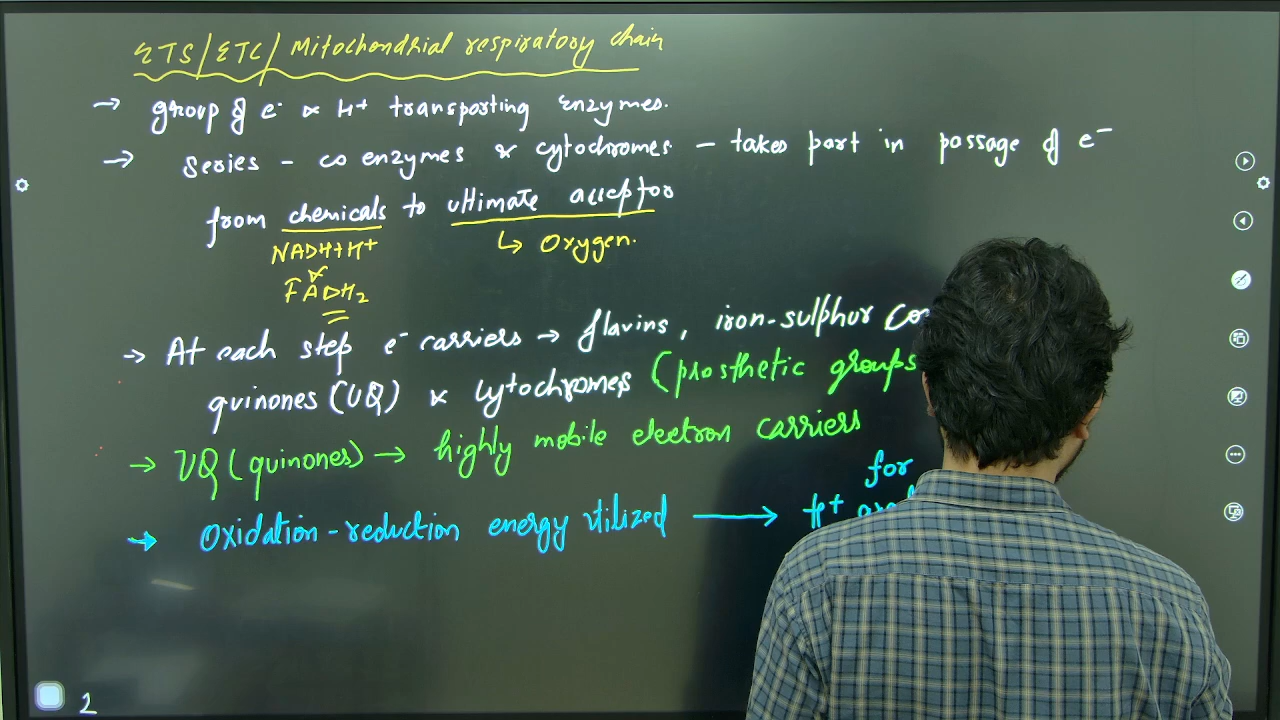 ETS/ETC/ Mitochondrial respiratory chain
→ group of e- & H+ transporting enzymes.
→ Series - co enzymes & cytochromes - takes part in passage of e-
from chemicals to ultimate acceptor
NADH+H+
↳ Oxygen.
&
FADH2
→ At each step e- carriers → flavins, iron-sulphur
quinones (UQ) & cytochromes (prosthetic groups
→ UQ (quinones) → highly mobile electron carriers
for
→ Oxidation-reduction energy utilized → H+
2